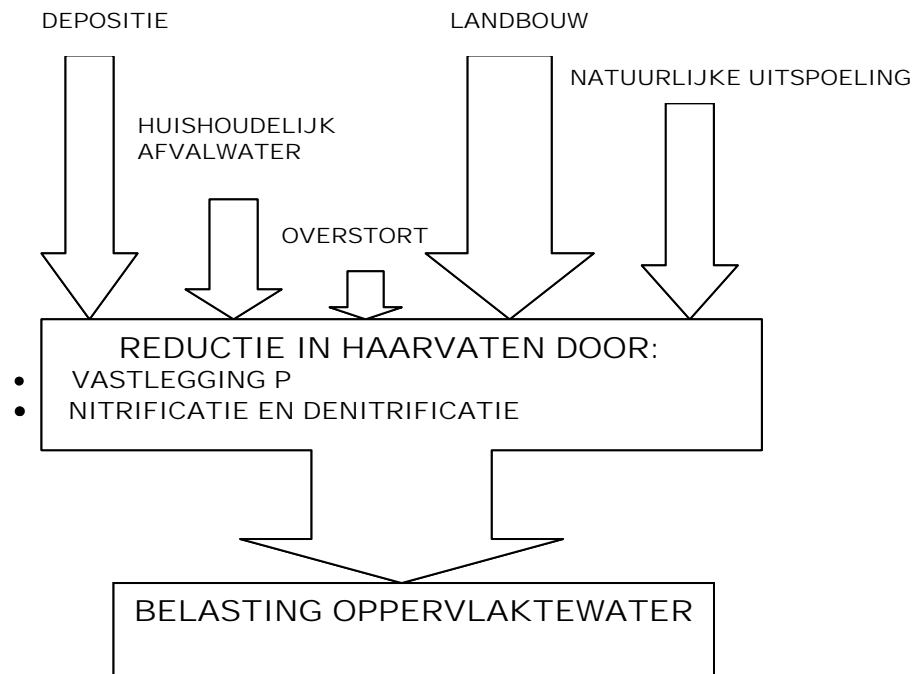 DEPOSITIE
LANDBOUW
NATUURLIJKE UITSPOELING
HUISHOUDELIJK
AFVALWATER
OVERSTORT
REDUCTIE IN HAARVATEN DOOR:
• VASTLEGGING P
• NITRIFICATIE EN DENITRIFICATIE
BELASTING OPPERVLAKTEWATER